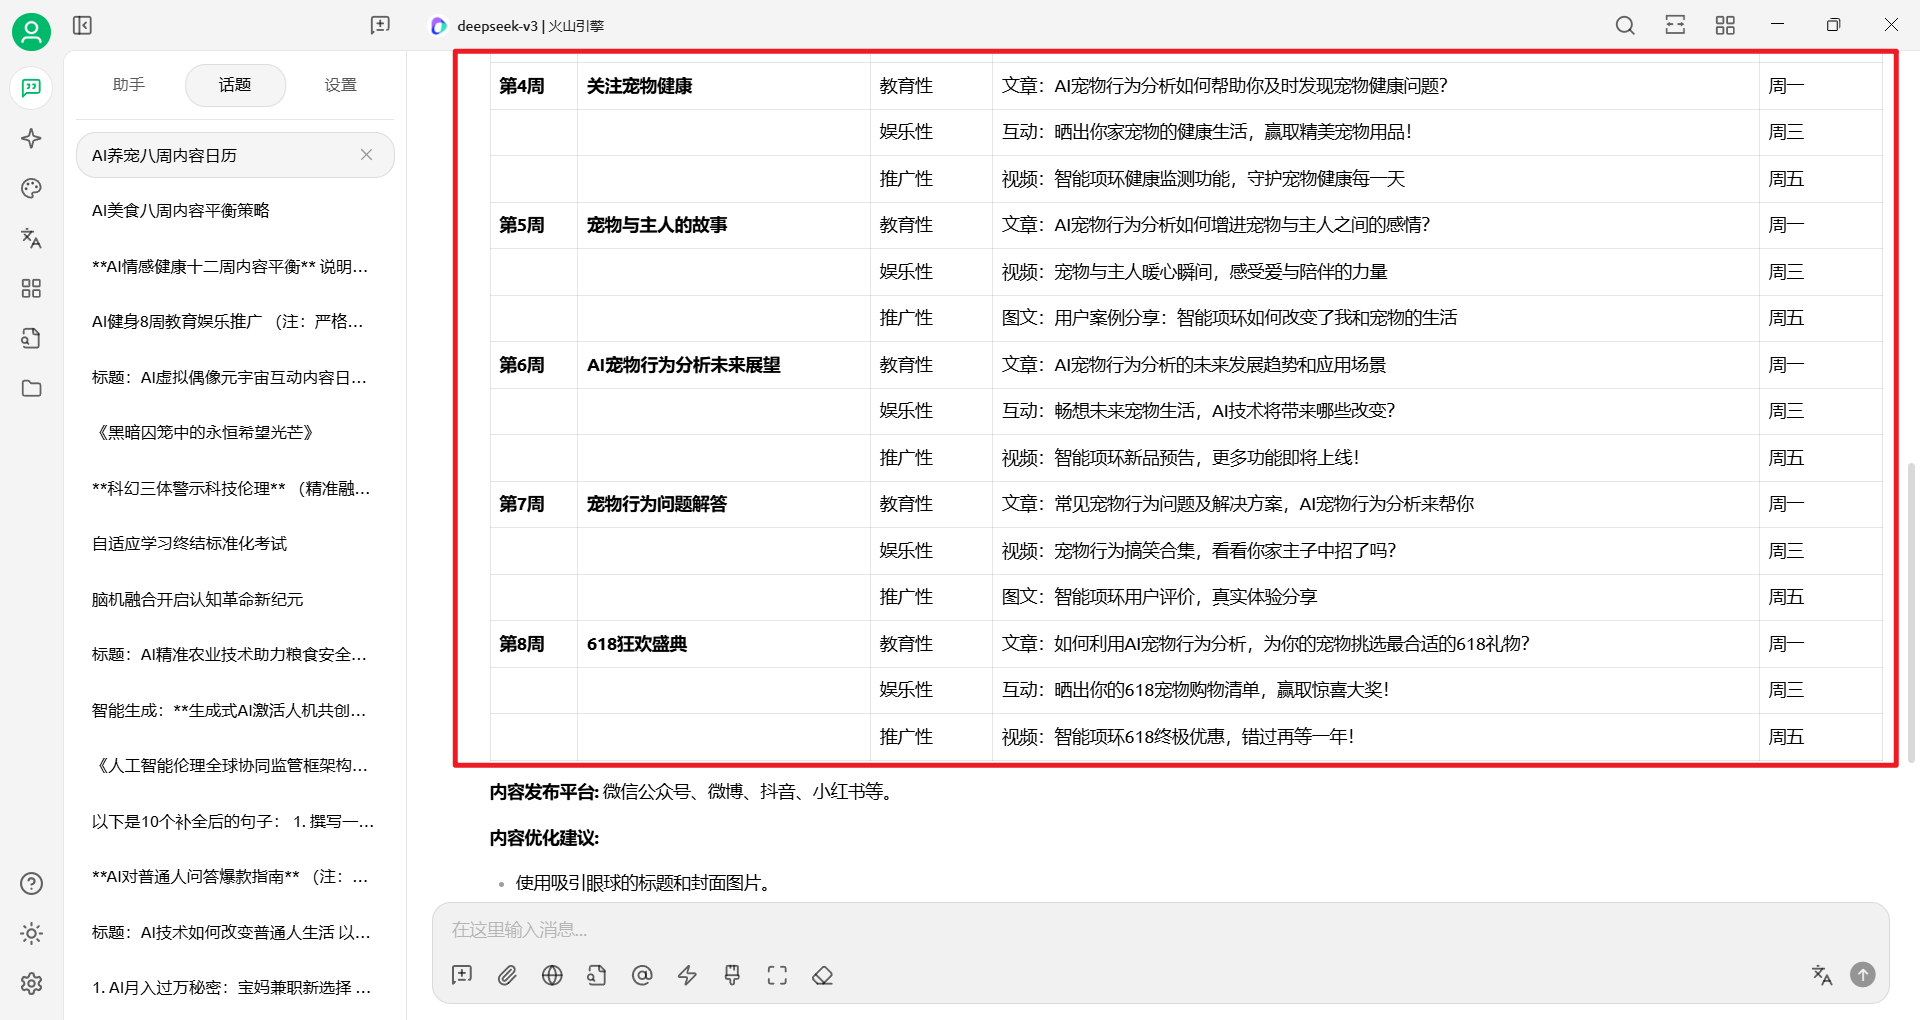 deepseek-v3 | 火山引擎
助手 话题 设置
AI养宠八周内容日历
AI美食八周内容平衡策略
**AI情感健康十二周内容平衡** 说明...
AI健身8周教育娱乐推广 （注：严格...
标题：AI虚拟偶像元宇宙互动内容日...
《黑暗囚笼中的永恒希望光芒》
**科幻三体警示科技伦理** （精准融...
自适应学习终结标准化考试
脑机融合开启认知革命新纪元
标题：AI精准农业技术助力粮食安全...
智能生成：**生成式AI激活人机共创...
《人工智能伦理全球协同监管框架构...
以下是10个补全后的句子： 1. 撰写一...
**AI对普通人问答爆款指南** （注：...
标题：AI技术如何改变普通人生活 以...
1. AI月入过万秘密：宝妈兼职新选择 ...
第4周 关注宠物健康 教育性 文章：AI宠物行为分析如何帮助你及时发现宠物健康问题？ 周一
娱乐性 互动：晒出你家宠物的健康生活，赢取精美宠物用品！ 周三
推广性 视频：智能项环健康监测功能，守护宠物健康每一天 周五
第5周 宠物与主人的故事 教育性 文章：AI宠物行为分析如何增进宠物与主人之间的感情？ 周一
娱乐性 视频：宠物与主人暖心瞬间，感受爱与陪伴的力量 周三
推广性 图文：用户案例分享：智能项环如何改变了我和宠物的生活 周五
第6周 AI宠物行为分析未来展望 教育性 文章：AI宠物行为分析的未来发展趋势和应用场景 周一
娱乐性 互动：畅想未来宠物生活，AI技术将带来哪些改变？ 周三
推广性 视频：智能项环新品预告，更多功能即将上线！ 周五
第7周 宠物行为问题解答 教育性 文章：常见宠物行为问题及解决方案，AI宠物行为分析来帮你 周一
娱乐性 视频：宠物行为搞笑合集，看看你家主子中招了吗？ 周三
推广性 图文：智能项环用户评价，真实体验分享 周五
第8周 618狂欢盛典 教育性 文章：如何利用AI宠物行为分析，为你的宠物挑选最合适的618礼物？ 周一
娱乐性 互动：晒出你的618宠物购物清单，赢取惊喜大奖！ 周三
推广性 视频：智能项环618终极优惠，错过再等一年！ 周五
内容发布平台: 微信公众号、微博、抖音、小红书等。
内容优化建议:
• 使用吸引眼球的标题和封面图片。
在这里输入消息...